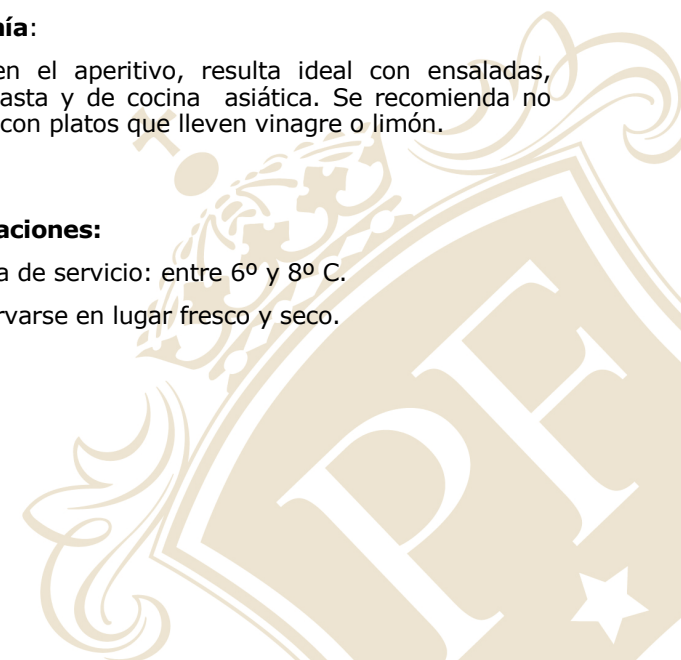 nía:
en el aperitivo, resulta ideal con ensaladas,
asta y de cocina asiática. Se recomienda no
con platos que lleven vinagre o limón.
aciones:
a de servicio: entre 6º y 8º C.
rvarse en lugar fresco y seco.
PF